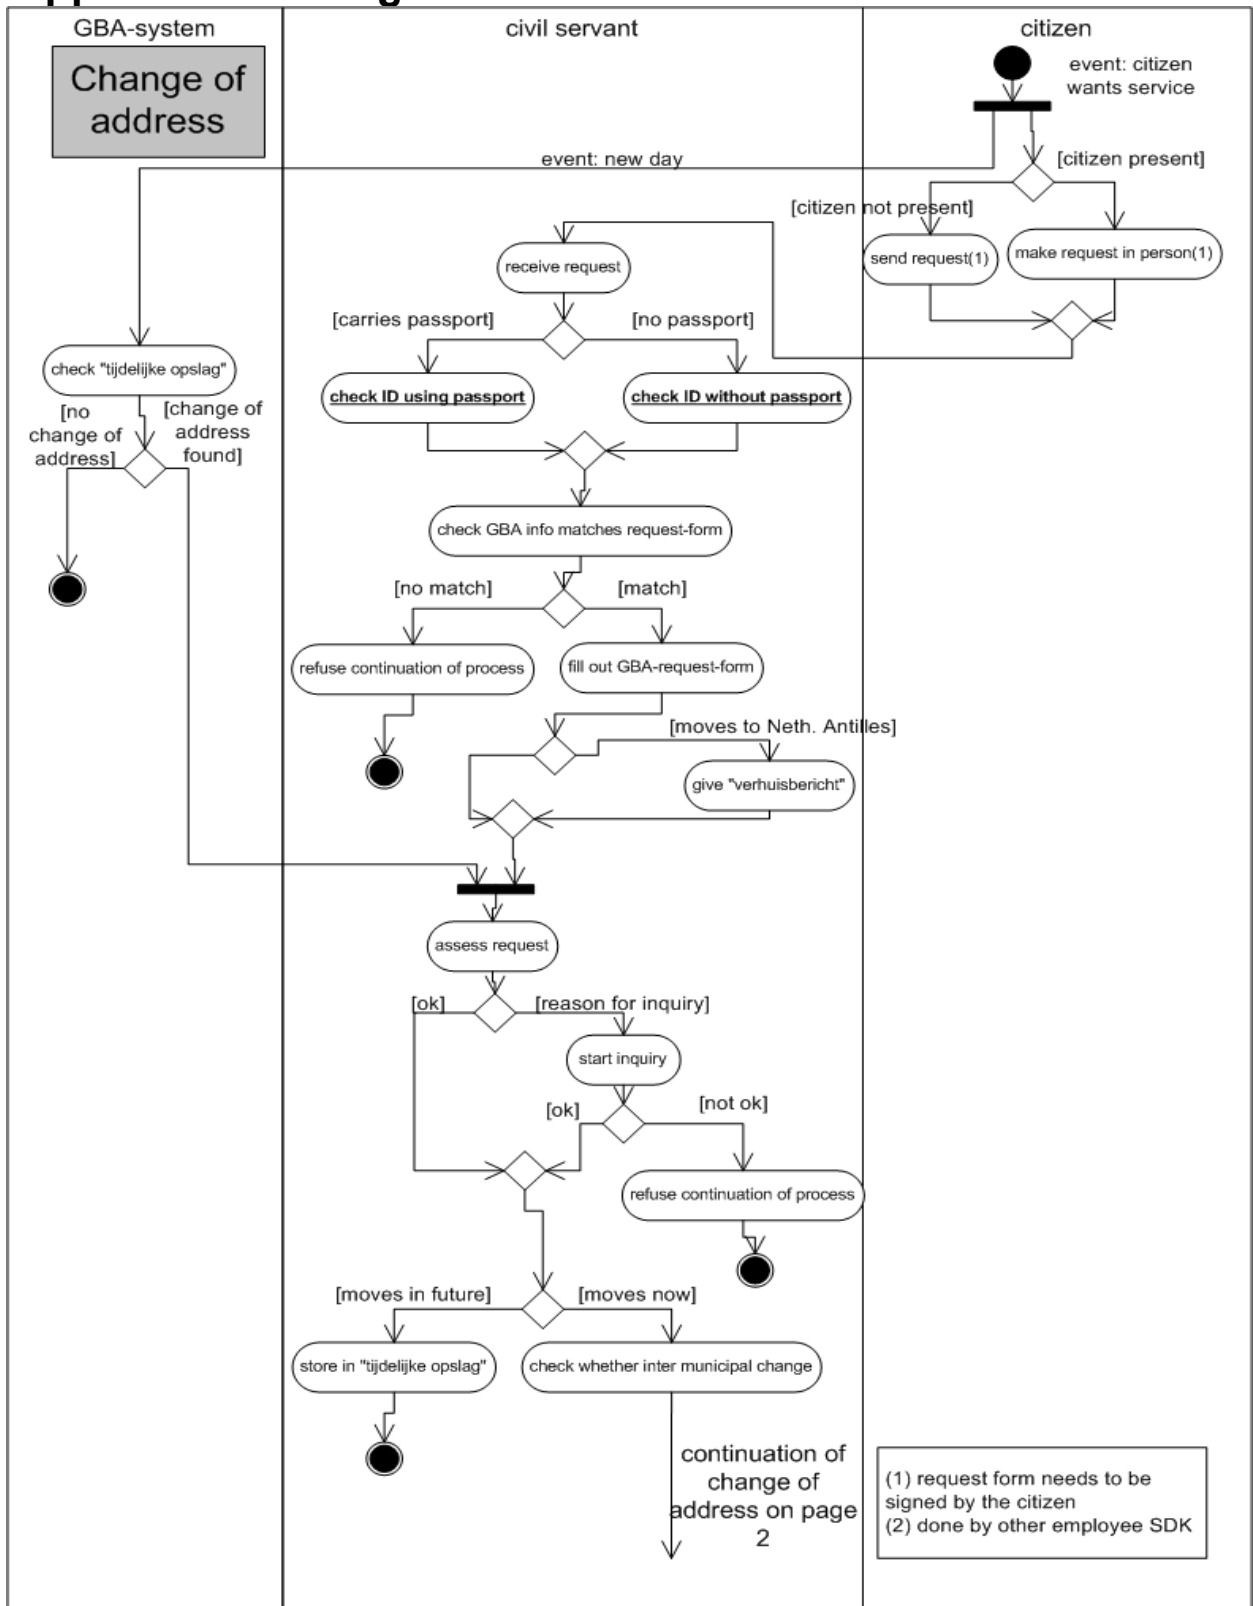 GBA-system
civil servant
citizen
Change of
address
event: citizen
wants service
event: new day
[citizen present]
[citizen not present]
receive request
send request(1)
make request in person(1)
[carries passport]
[no passport]
check "tijdelijke opslag"
check ID using passport
check ID without passport
[no
change of
address]
[change of
address
found]
check GBA info matches request-form
[no match]
[match]
refuse continuation of process
fill out GBA-request-form
[moves to Neth. Antilles]
give "verhuisbericht"
assess request
[ok]
[reason for inquiry]
start inquiry
[ok]
[not ok]
refuse continuation of process
[moves in future]
[moves now]
store in "tijdelijke opslag"
check whether inter municipal change
continuation of
change of
address on page
2
(1) request form needs to be
signed by the citizen
(2) done by other employee SDK